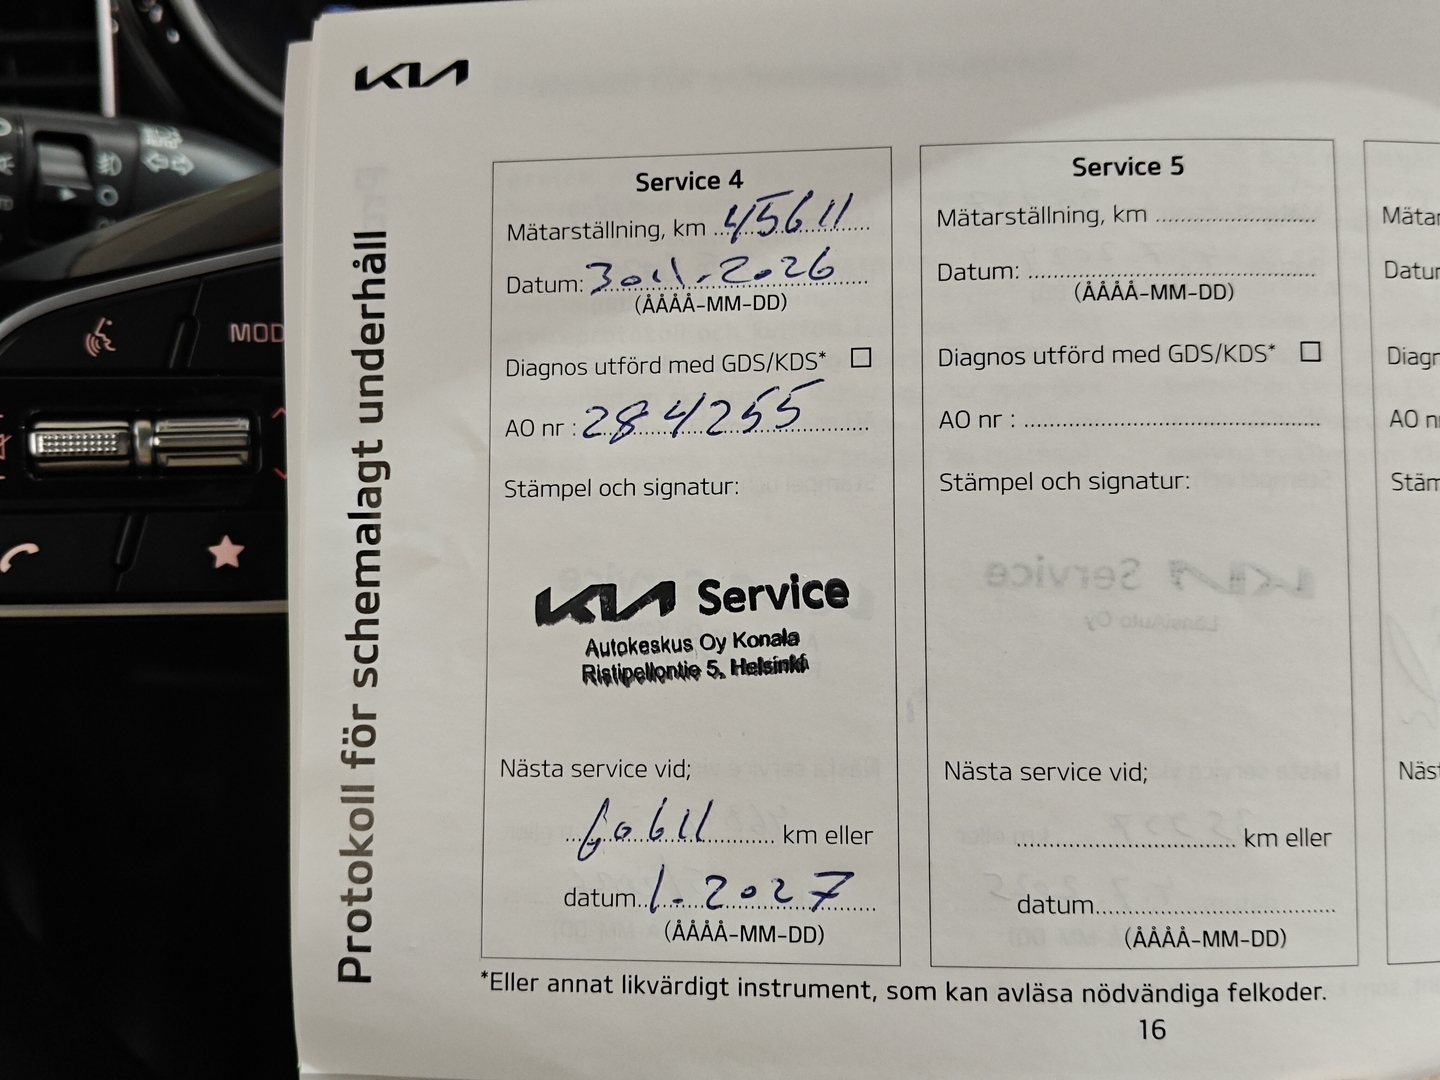 KIA
Protokoll för schemalagt underhåll
Service 4
Mätarställning, km 45611
Datum: 30.1.2026
(ÅÅÅÅ-MM-DD)
Diagnos utförd med GDS/KDS* ☐
AO nr : 284255
Stämpel och signatur:
KIA Service
Autokeskus Oy Konala
Ristipellontie 5, Helsinki
Nästa service vid;
60611 km eller
datum 1.2027
(ÅÅÅÅ-MM-DD)
Service 5
Mätarställning, km
Datum:
(ÅÅÅÅ-MM-DD)
Diagnos utförd med GDS/KDS* ☐
AO nr :
Stämpel och signatur:
Nästa service vid;
km eller
datum
(ÅÅÅÅ-MM-DD)
*Eller annat likvärdigt instrument, som kan avläsa nödvändiga felkoder.
16
MOD